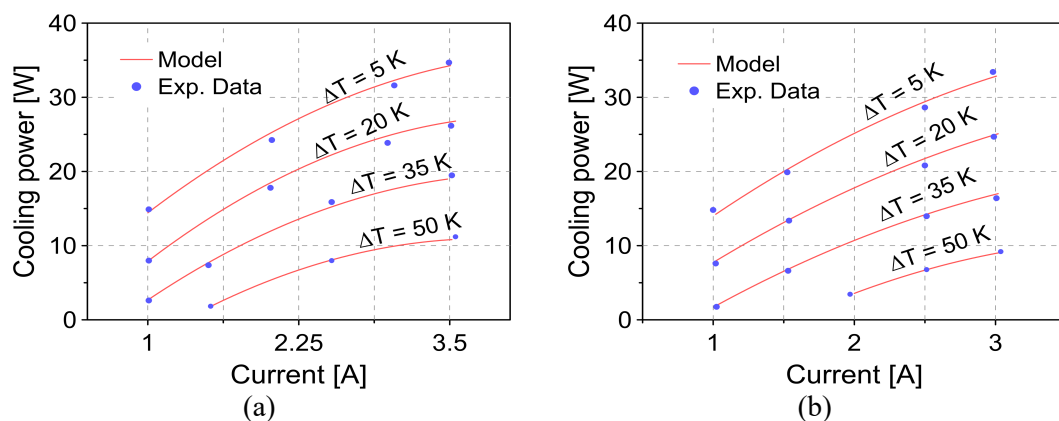 40
30
20
10
0
Cooling power [W]
Model
Exp. Data
ΔT = 5 K
ΔT = 20 K
ΔT = 35 K
ΔT = 50 K
1
2.25
3.5
Current [A]
(a)
40
30
20
10
0
Cooling power [W]
Model
Exp. Data
ΔT = 5 K
ΔT = 20 K
ΔT = 35 K
ΔT = 50 K
1
2
3
Current [A]
(b)